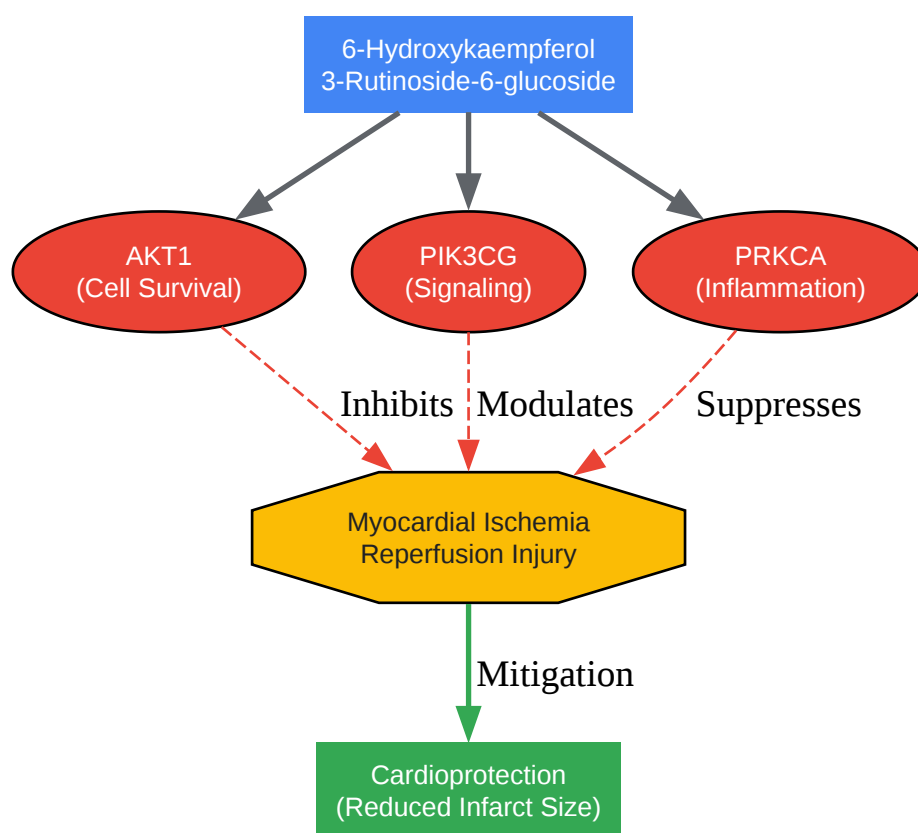 6-Hydroxykaempferol
3-Rutinoside-6-glucoside
AKT1
(Cell Survival)
PIK3CG
(Signaling)
PRKCA
(Inflammation)
Inhibits
Modulates
Suppresses
Myocardial Ischemia
Reperfusion Injury
Mitigation
Cardioprotection
(Reduced Infarct Size)